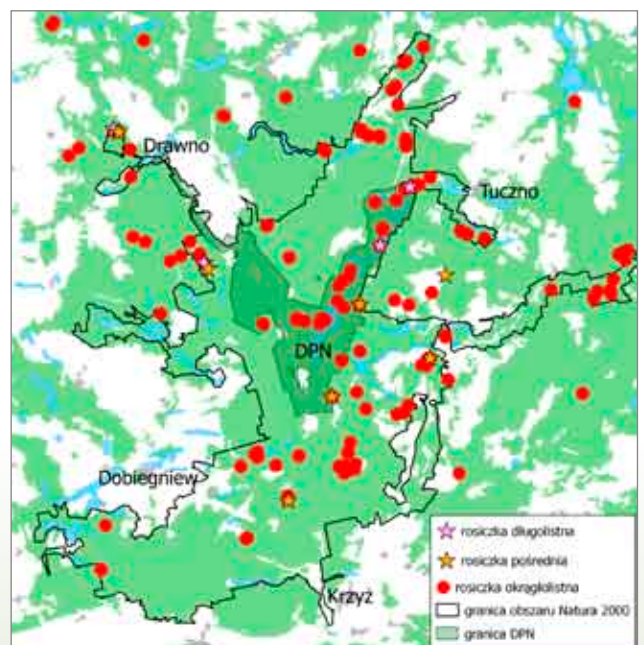 Drawno
Tuczno
DPN
Dobiegniew
Krzyż
rosiczka długolistna
rosiczka pośrednia
rosiczka okrągłolistna
granica obszaru Natura 2000
granica DPN